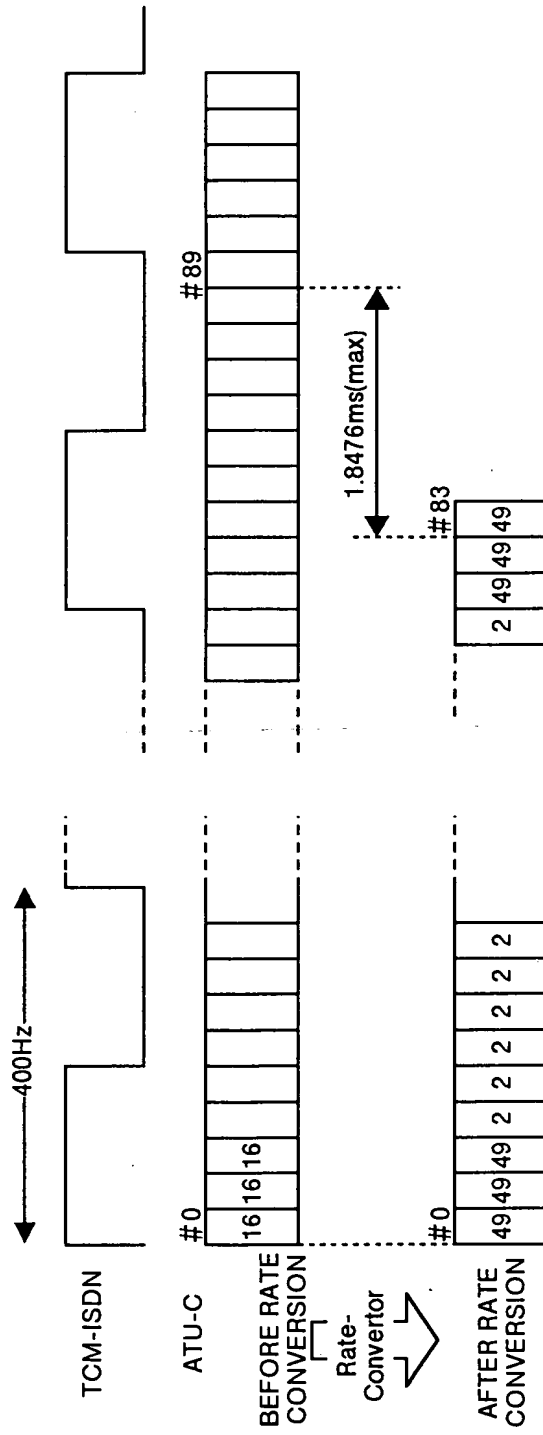 400Hz
TCM-ISDN
ATU-C
#0
#89
BEFORE RATE
CONVERSION
16 16 16
Rate-
Convertor
1.8476ms(max)
AFTER RATE
CONVERSION
#0
#83
49 49 49 2 2 2 2 2 2
2 49 49 49